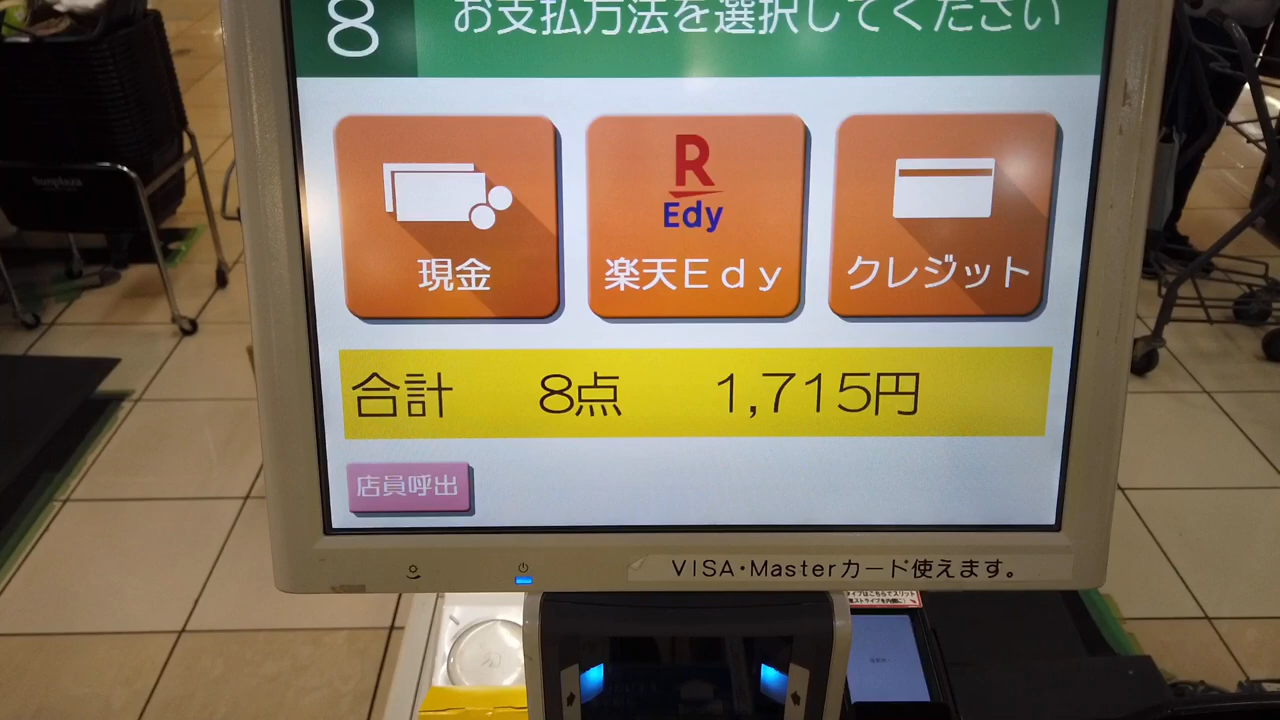 8
お支払方法を選択してください
R
Edy
現金
楽天Ｅｄｙ
クレジット
合計 8点 1,715円
店員呼出
VISA・Masterカード使えます。